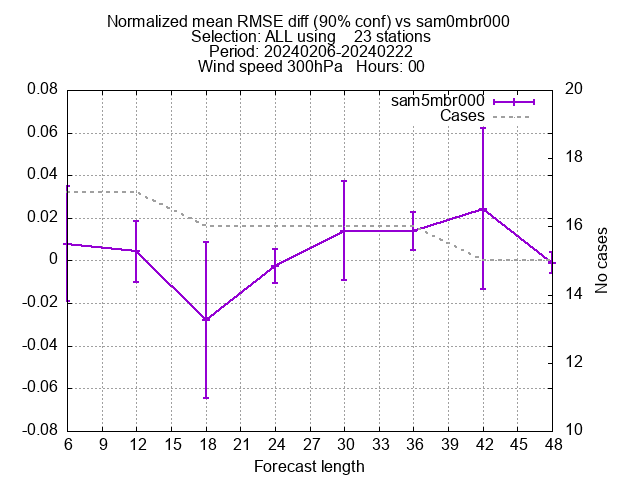 Normalized mean RMSE diff (90% conf) vs sam0mbr000
Selection: ALL using    23 stations
Period: 20240206-20240222
Wind speed 300hPa   Hours: 00
sam5mbr000
Cases
0.08
0.06
0.04
0.02
0
-0.02
-0.04
-0.06
-0.08
20
18
16
14
12
10
No cases
6 9 12 15 18 21 24 27 30 33 36 39 42 45 48
Forecast length